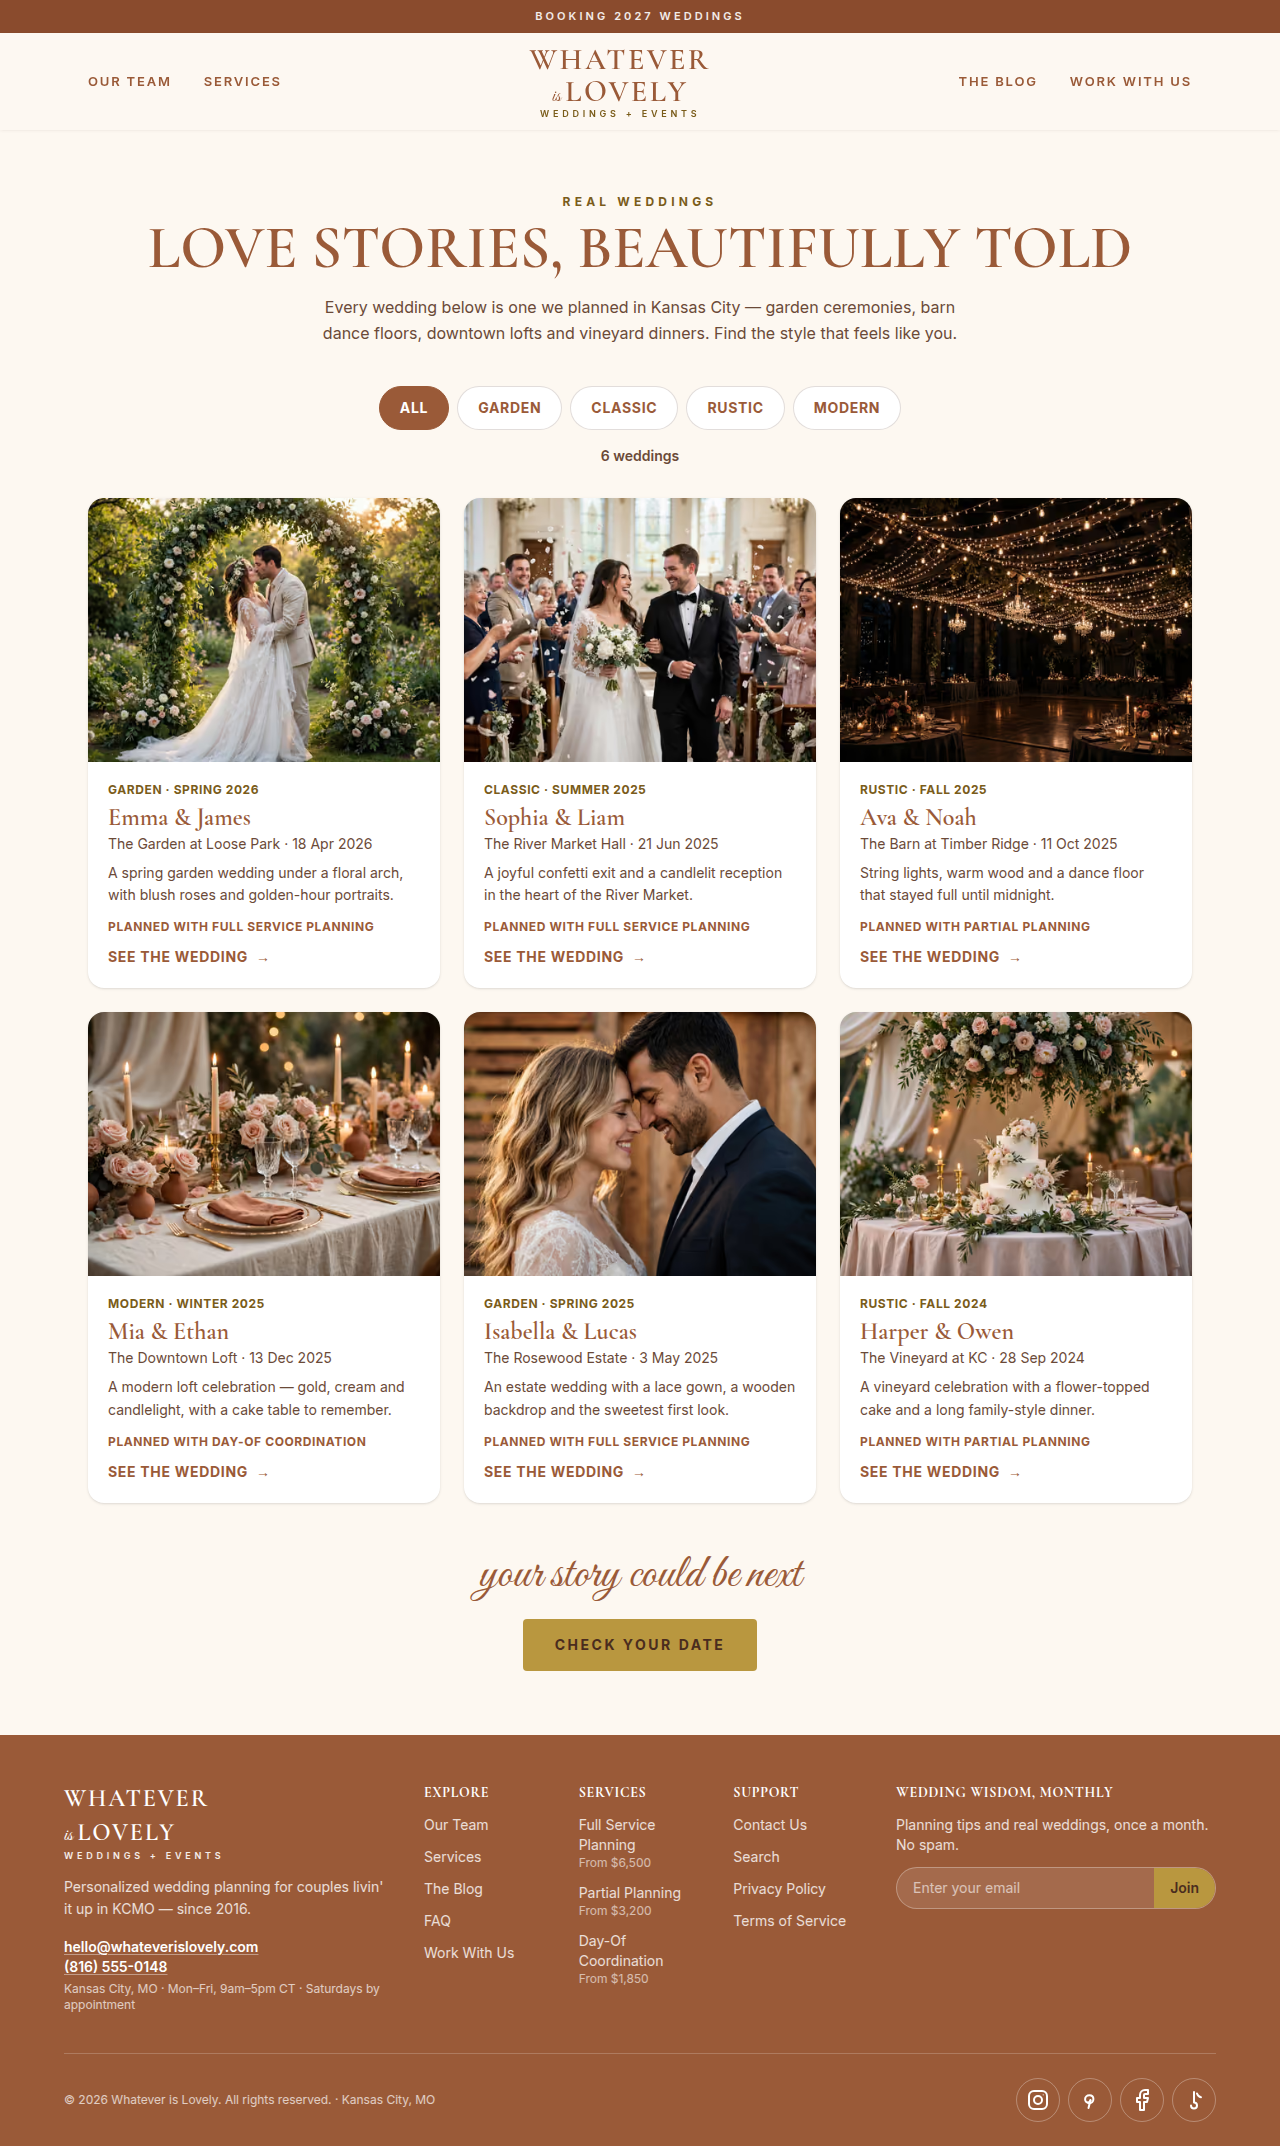 BOOKING 2027 WEDDINGS
OUR TEAM
SERVICES
WHATEVER
is LOVELY
WEDDINGS + EVENTS
THE BLOG
WORK WITH US
REAL WEDDINGS
LOVE STORIES, BEAUTIFULLY TOLD
Every wedding below is one we planned in Kansas City — garden ceremonies, barn
dance floors, downtown lofts and vineyard dinners. Find the style that feels like you.
ALL
GARDEN
CLASSIC
RUSTIC
MODERN
6 weddings
GARDEN · SPRING 2026
Emma & James
The Garden at Loose Park · 18 Apr 2026
A spring garden wedding under a floral arch,
with blush roses and golden-hour portraits.
PLANNED WITH FULL SERVICE PLANNING
SEE THE WEDDING →
CLASSIC · SUMMER 2025
Sophia & Liam
The River Market Hall · 21 Jun 2025
A joyful confetti exit and a candlelit reception
in the heart of the River Market.
PLANNED WITH FULL SERVICE PLANNING
SEE THE WEDDING →
RUSTIC · FALL 2025
Ava & Noah
The Barn at Timber Ridge · 11 Oct 2025
String lights, warm wood and a dance floor
that stayed full until midnight.
PLANNED WITH PARTIAL PLANNING
SEE THE WEDDING →
MODERN · WINTER 2025
Mia & Ethan
The Downtown Loft · 13 Dec 2025
A modern loft celebration — gold, cream and
candlelight, with a cake table to remember.
PLANNED WITH DAY-OF COORDINATION
SEE THE WEDDING →
GARDEN · SPRING 2025
Isabella & Lucas
The Rosewood Estate · 3 May 2025
An estate wedding with a lace gown, a wooden
backdrop and the sweetest first look.
PLANNED WITH FULL SERVICE PLANNING
SEE THE WEDDING →
RUSTIC · FALL 2024
Harper & Owen
The Vineyard at KC · 28 Sep 2024
A vineyard celebration with a flower-topped
cake and a long family-style dinner.
PLANNED WITH PARTIAL PLANNING
SEE THE WEDDING →
your story could be next
CHECK YOUR DATE
WHATEVER
is LOVELY
WEDDINGS + EVENTS
Personalized wedding planning for couples livin'
it up in KCMO — since 2016.
hello@whateverislovely.com
(816) 555-0148
Kansas City, MO · Mon–Fri, 9am–5pm CT · Saturdays by
appointment
EXPLORE
Our Team
Services
The Blog
FAQ
Work With Us
SERVICES
Full Service
Planning
From $6,500
Partial Planning
From $3,200
Day-Of
Coordination
From $1,850
SUPPORT
Contact Us
Search
Privacy Policy
Terms of Service
WEDDING WISDOM, MONTHLY
Planning tips and real weddings, once a month.
No spam.
Enter your email
Join
© 2026 Whatever is Lovely. All rights reserved. · Kansas City, MO